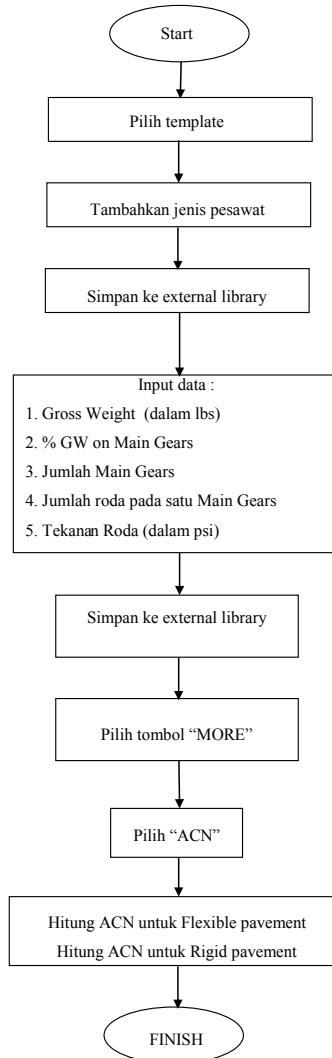 Start
Pilih template
Tambahkan jenis pesawat
Simpan ke external library
Input data :
1. Gross Weight (dalam lbs)
2. % GW on Main Gears
3. Jumlah Main Gears
4. Jumlah roda pada satu Main Gears
5. Tekanan Roda (dalam psi)
Simpan ke external library
Pilih tombol “MORE”
Pilih “ACN”
Hitung ACN untuk Flexible pavement
Hitung ACN untuk Rigid pavement
FINISH